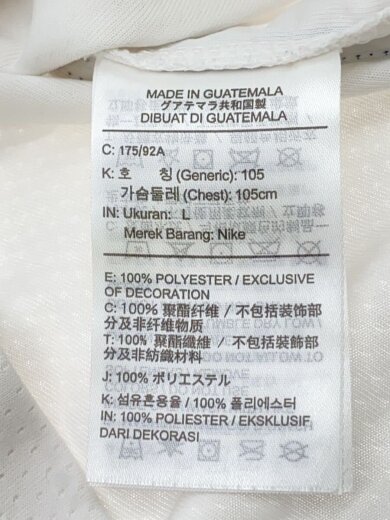 MADE IN GUATEMALA
グアテマラ共和国製
DIBUAT DI GUATEMALA
C: 175/92A
K: 호 칭 (Generic): 105
가슴둘레 (Chest): 105cm
IN: Ukuran: L
Merek Barang: Nike
E: 100% POLYESTER / EXCLUSIVE
OF DECORATION
C: 100% 聚酯纤维 / 不包括装饰部
分及非纤维物质
T: 100% 聚酯纖維 / 不包括裝飾部
分及非紡織材料
J: 100% ポリエステル
K: 섬유혼용율 / 100% 폴리에스터
IN: 100% POLIESTER / EKSKLUSIF
DARI DEKORASI